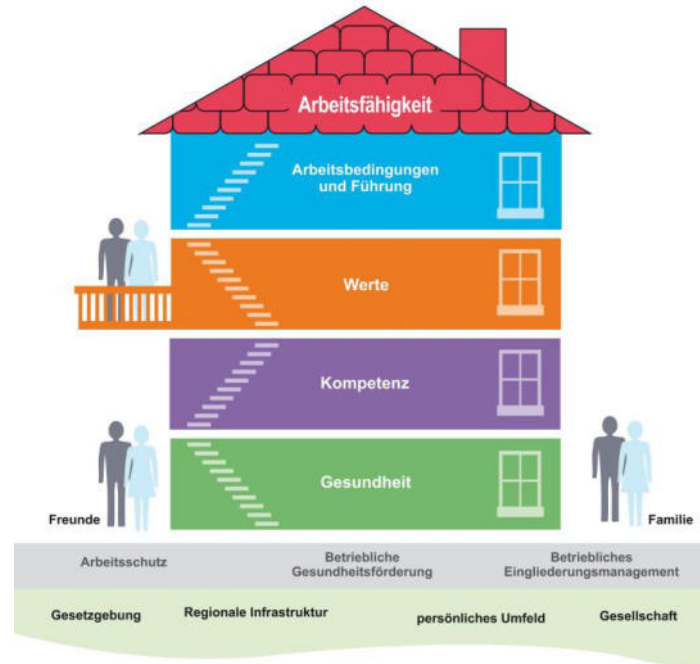 Arbeitsfähigkeit
Arbeitsbedingungen
und Führung
Werte
Kompetenz
Gesundheit
Freunde
Familie
Arbeitsschutz
Betriebliche
Gesundheitsförderung
Betriebliches
Eingliederungsmanagement
Gesetzgebung
Regionale Infrastruktur
persönliches Umfeld
Gesellschaft